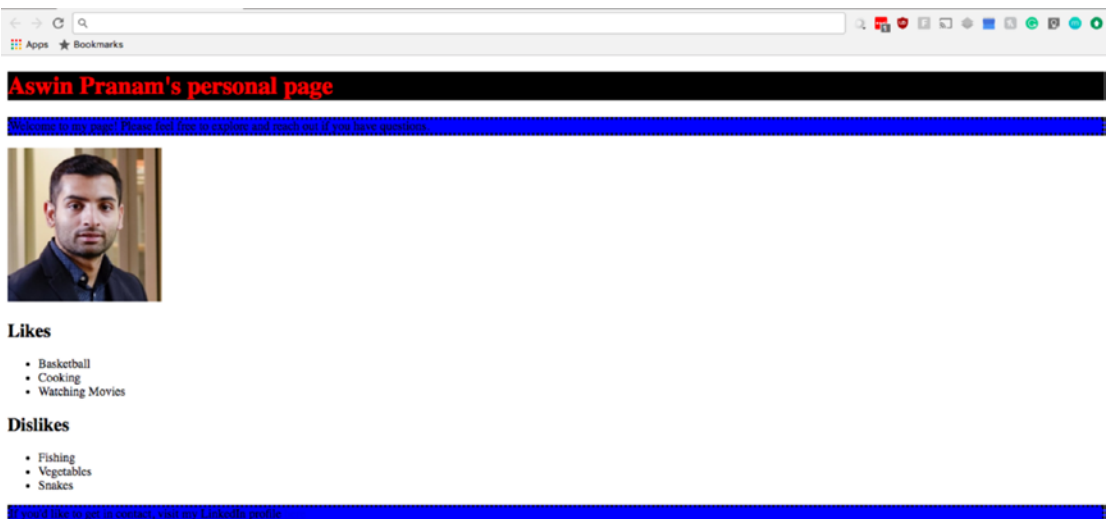 Apps Bookmarks
Aswin Pranam's personal page
Welcome to my page! Please feel free to explore and reach out if you have questions
Likes
Basketball
Cooking
Watching Movies
Dislikes
Fishing
Vegetables
Snakes
If you'd like to get in contact, visit my LinkedIn profile